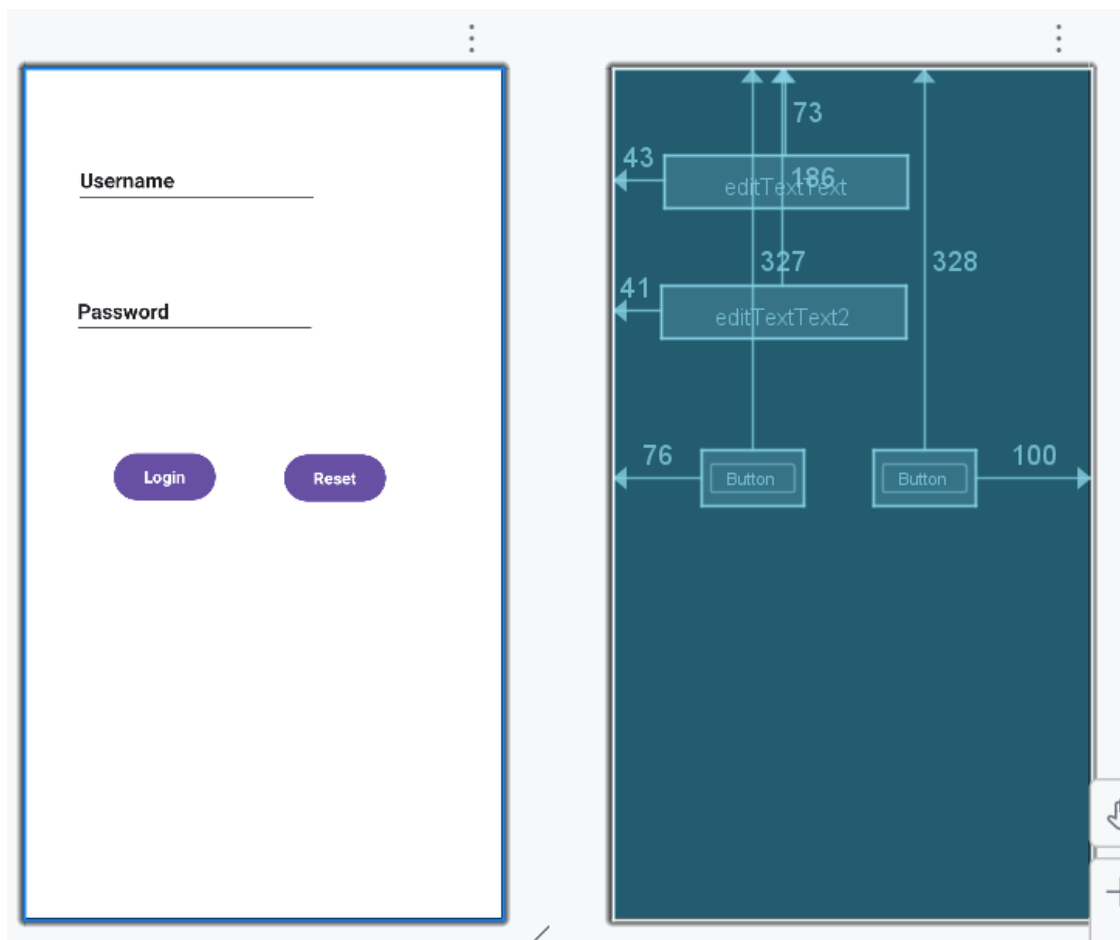 Username
Password
Login
Reset
73
43
editTextText
186
327
328
41
editTextText2
76
100
Button
Button